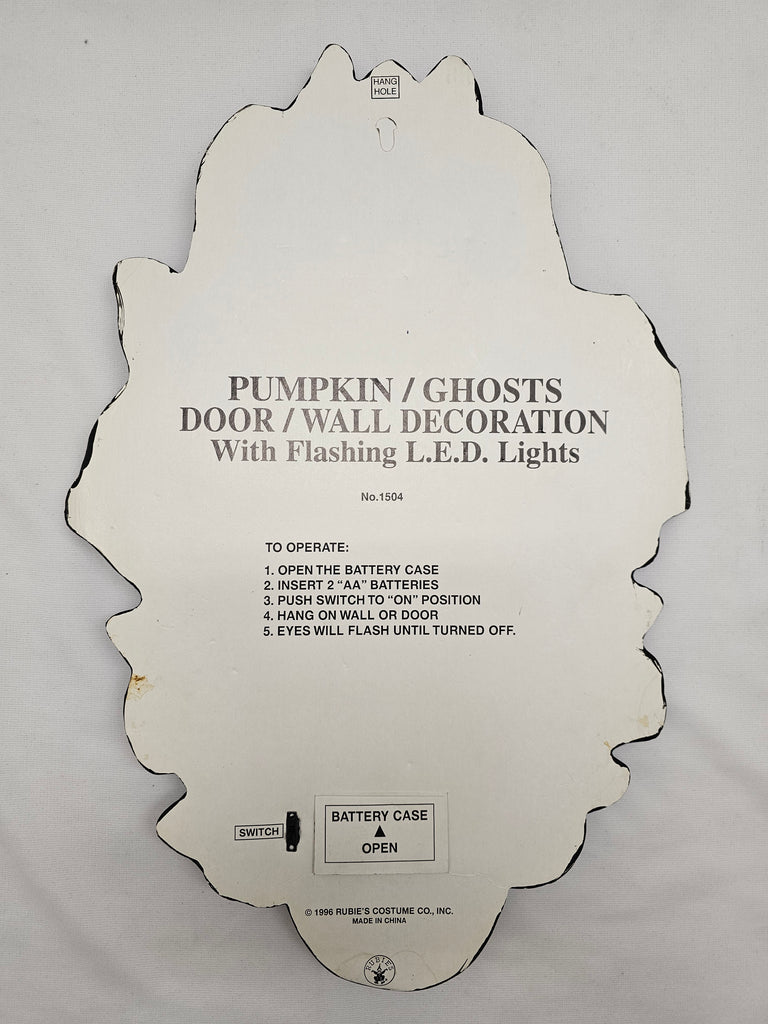 HANG
HOLE
PUMPKIN / GHOSTS
DOOR / WALL DECORATION
With Flashing L.E.D. Lights
No.1504
TO OPERATE:
1. OPEN THE BATTERY CASE
2. INSERT 2 “AA” BATTERIES
3. PUSH SWITCH TO “ON” POSITION
4. HANG ON WALL OR DOOR
5. EYES WILL FLASH UNTIL TURNED OFF.
SWITCH
BATTERY CASE
▲
OPEN
© 1996 RUBIE'S COSTUME CO., INC.
MADE IN CHINA
RUBIE'S